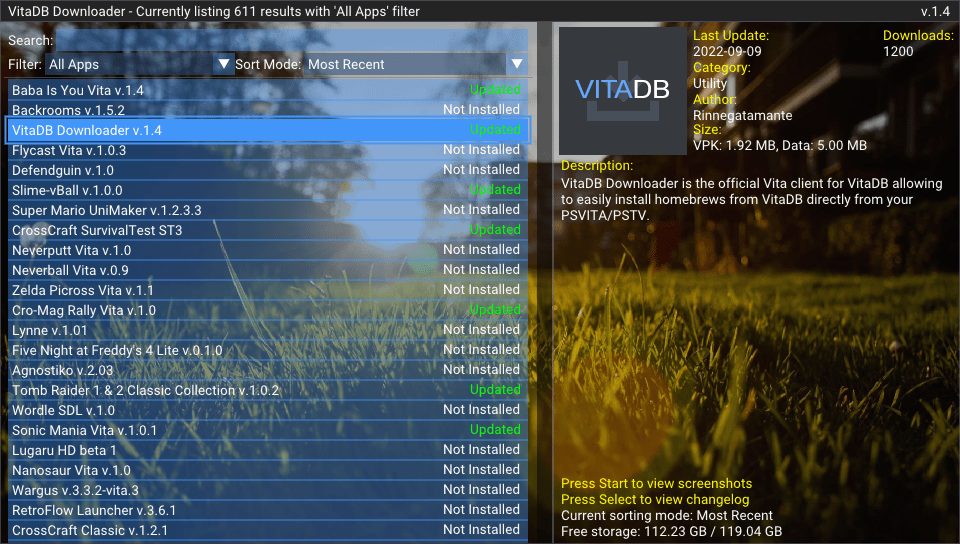 VitaDB Downloader - Currently listing 611 results with 'All Apps' filter v.1.4
Search:
Filter: All Apps Sort Mode: Most Recent
Baba Is You Vita v.1.4 Updated
Backrooms v.1.5.2 Not Installed
VitaDB Downloader v.1.4 Updated
Flycast Vita v.1.0.3 Not Installed
Defendguin v.1.0 Not Installed
Slime-vBall v.1.0.0 Updated
Super Mario UniMaker v.1.2.3.3 Not Installed
CrossCraft SurvivalTest ST3 Updated
Neverputt Vita v.1.0 Not Installed
Neverball Vita v.0.9 Not Installed
Zelda Picross Vita v.1.1 Not Installed
Cro-Mag Rally Vita v.1.0 Updated
Lynne v.1.01 Not Installed
Five Night at Freddy's 4 Lite v.0.1.0 Not Installed
Agnostiko v.2.03 Not Installed
Tomb Raider 1 & 2 Classic Collection v.1.0.2 Updated
Wordle SDL v.1.0 Not Installed
Sonic Mania Vita v.1.0.1 Updated
Lugaru HD beta 1 Not Installed
Nanosaur Vita v.1.0 Not Installed
Wargus v.3.3.2-vita.3 Not Installed
RetroFlow Launcher v.3.6.1 Not Installed
CrossCraft Classic v.1.2.1 Not Installed
VITADB
Last Update: Downloads:
2022-09-09 1200
Category:
Utility
Author:
Rinnegatamante
Size:
VPK: 1.92 MB, Data: 5.00 MB
Description:
VitaDB Downloader is the official Vita client for VitaDB allowing
to easily install homebrews from VitaDB directly from your
PSVITA/PSTV.
Press Start to view screenshots
Press Select to view changelog
Current sorting mode: Most Recent
Free storage: 112.23 GB / 119.04 GB